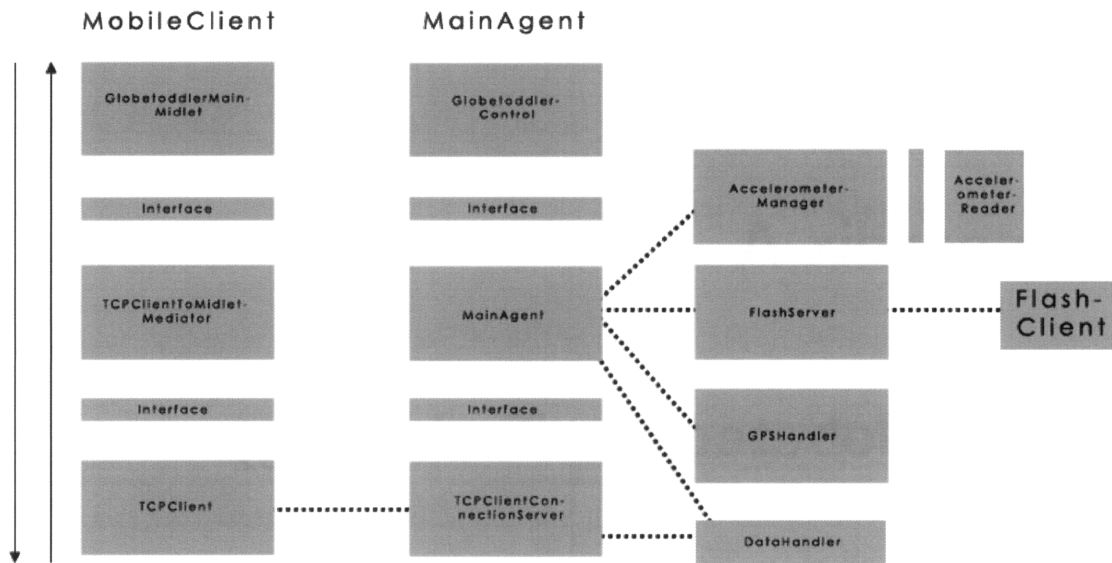 MobileClient
MainAgent
GlobetoddlerMain-
Midlet
Globetoddler-
Control
Accelerometer-
Manager
Acceler-
ometer-
Reader
Interface
Interface
TCPClientToMidlet-
Mediator
MainAgent
FlashServer
Flash-
Client
Interface
Interface
GPSHandler
TCPClient
TCPClientCon-
nectionServer
DataHandler